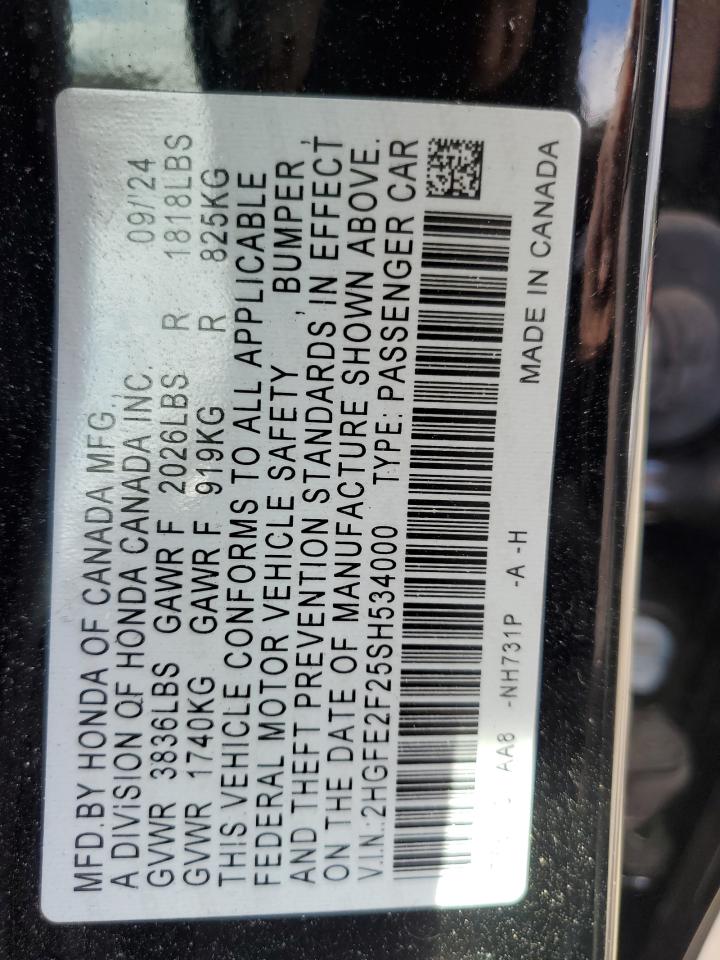 MFD.BY HONDA OF CANADA MFG.,
A DIVISION OF HONDA CANADA INC. 09/'24
GVWR 3836LBS GAWR F 2026LBS R 1818LBS
GVWR 1740KG GAWR F 919KG R 825KG
THIS VEHICLE CONFORMS TO ALL APPLICABLE
FEDERAL MOTOR VEHICLE SAFETY , BUMPER ,
AND THEFT PREVENTION STANDARDS IN EFFECT
ON THE DATE OF MANUFACTURE SHOWN ABOVE.
V.I.N.:2HGFE2F25SH534000 TYPE: PASSENGER CAR
AA8 -NH731P -A -H MADE IN CANADA